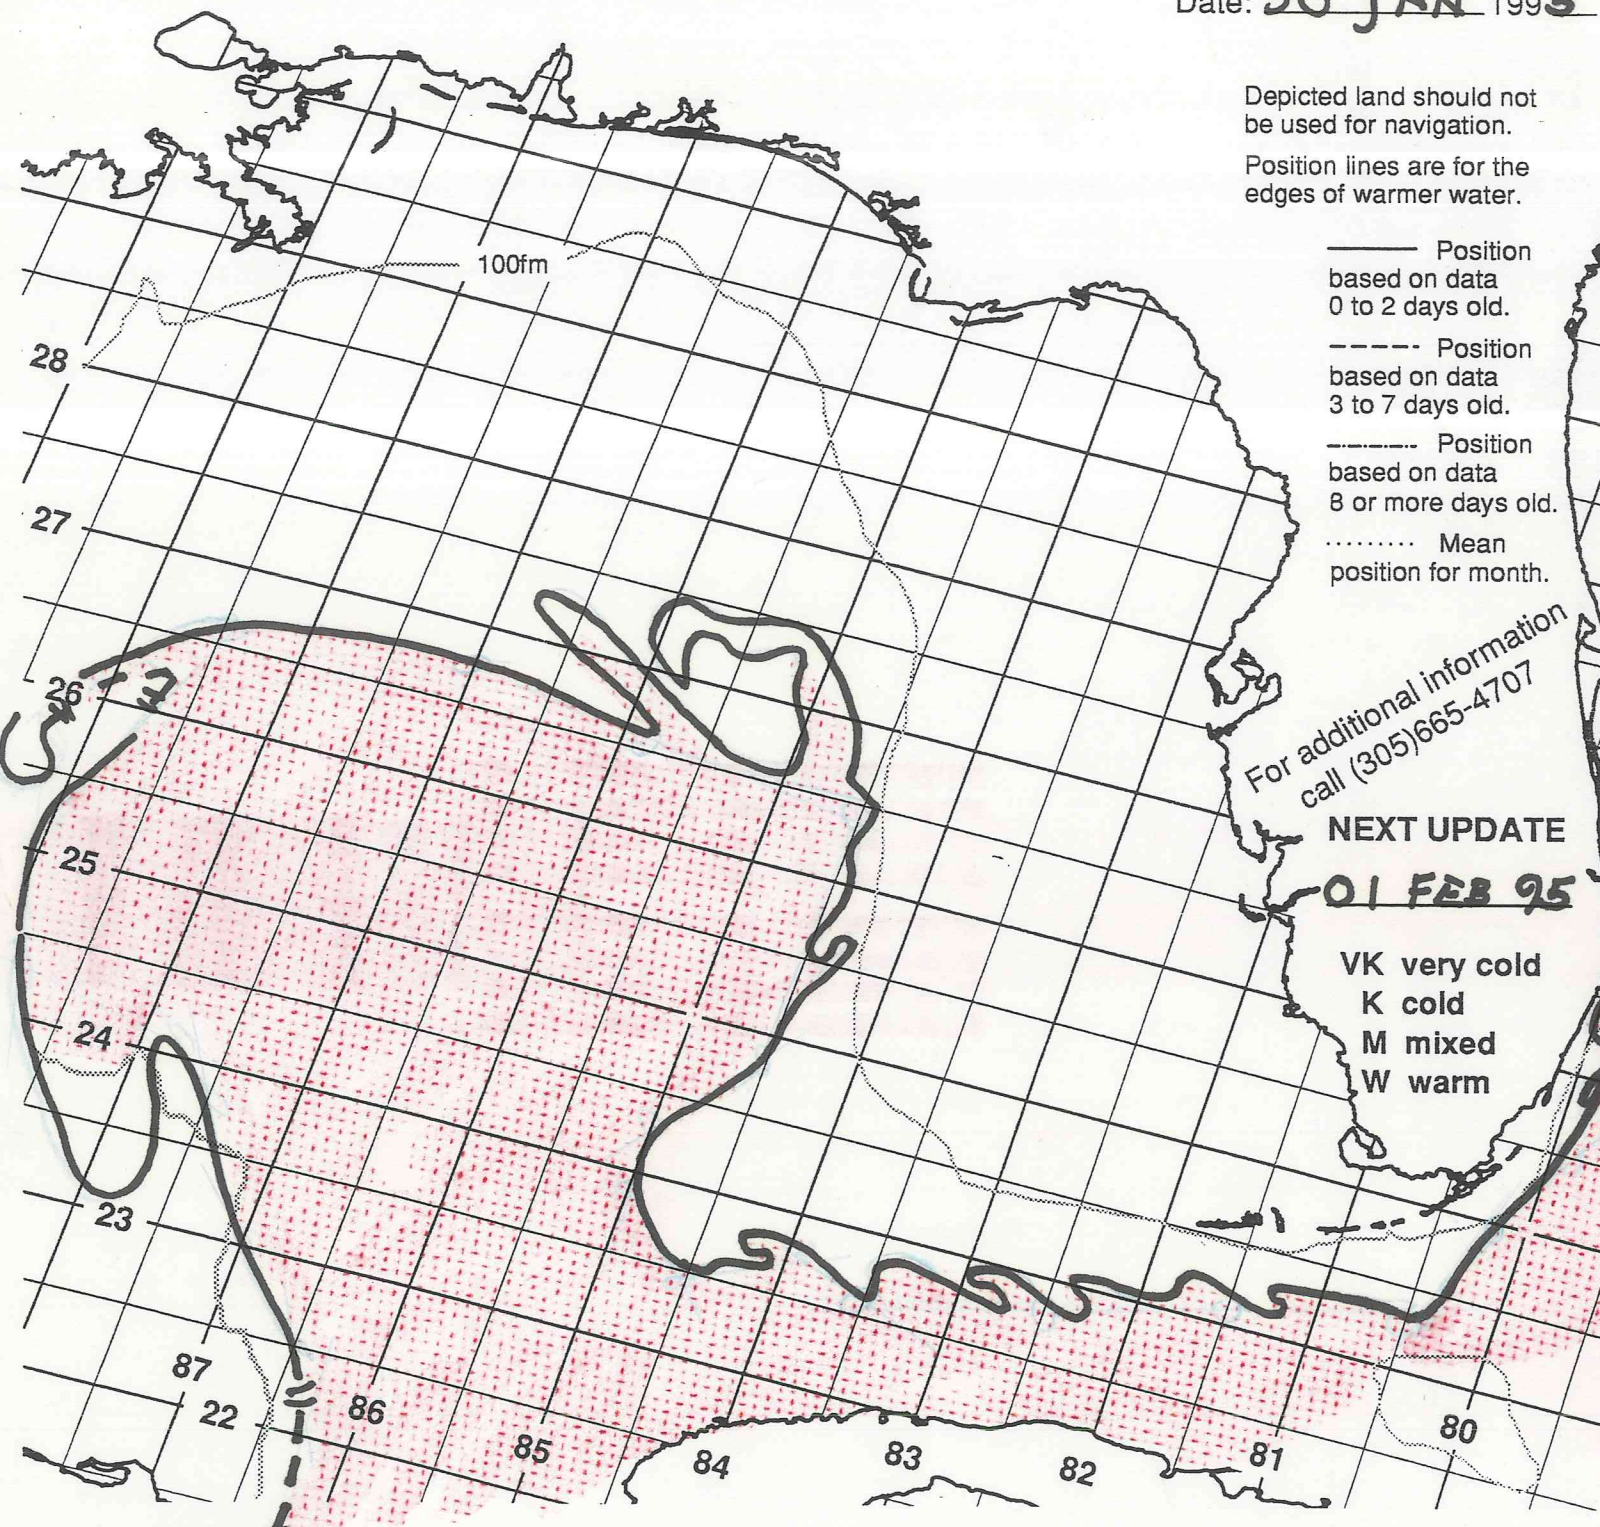 Date: 30 JAN 1995
Depicted land should not
be used for navigation.
Position lines are for the
edges of warmer water.
Position
based on data
0 to 2 days old.
Position
based on data
3 to 7 days old.
Position
based on data
8 or more days old.
Mean
position for month.
For additional information
call (305)665-4707
NEXT UPDATE
01 FEB 95
VK very cold
K cold
M mixed
W warm
100fm
28
27
26
25
24
23
22
87
86
85
84
83
82
81
80